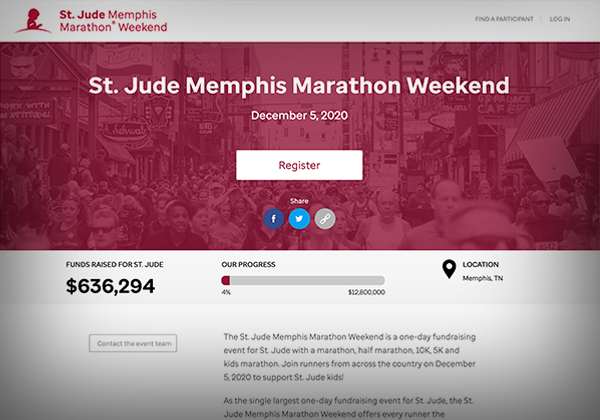 St. Jude Memphis
Marathon® Weekend
FIND A PARTICIPANT | LOG IN
St. Jude Memphis Marathon Weekend
December 5, 2020
Register
Share
FUNDS RAISED FOR ST. JUDE
$636,294
OUR PROGRESS
4% $12,800,000
LOCATION
Memphis, TN
Contact the event team
The St. Jude Memphis Marathon Weekend is a one-day fundraising
event for St. Jude with a marathon, half marathon, 10K, 5K and
kids marathon. Join runners from across the country on December
5, 2020 to support St. Jude kids!
As the single largest one-day fundraising event for St. Jude, the St.
Jude Memphis Marathon Weekend offers every runner the